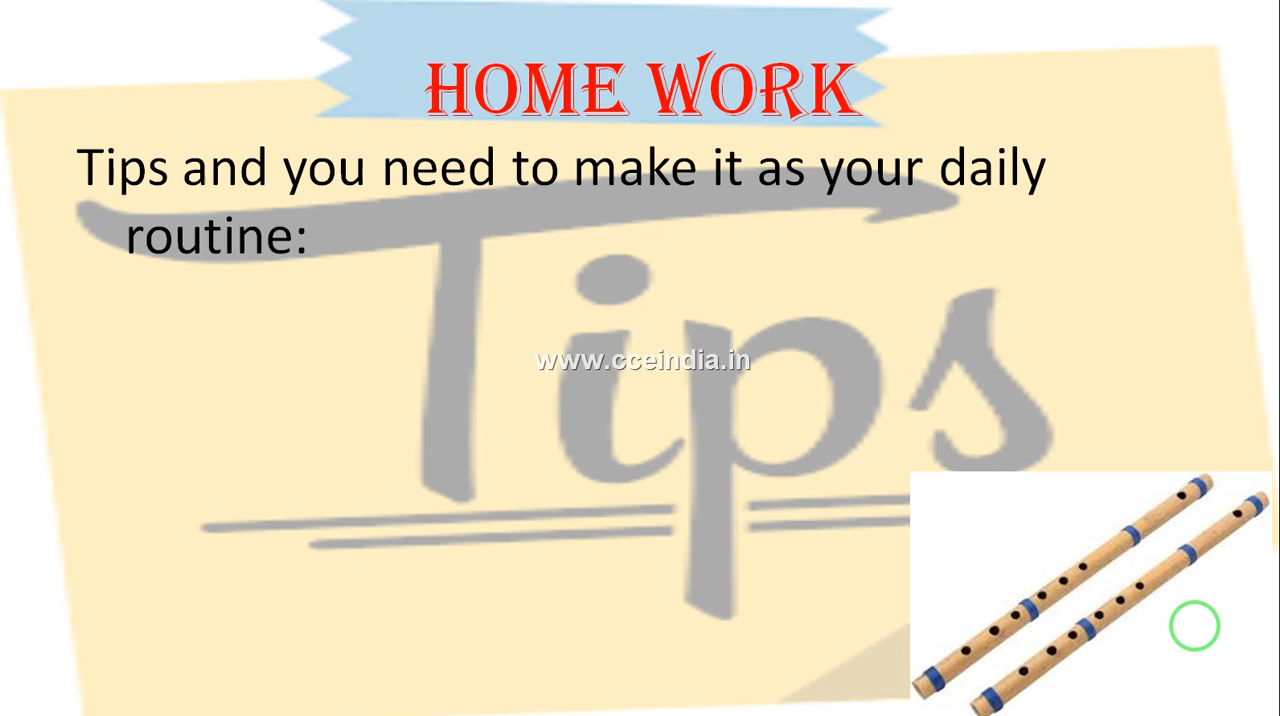 HOME WORK
Tips and you need to make it as your daily
routine:
Tips
www.cceindia.in